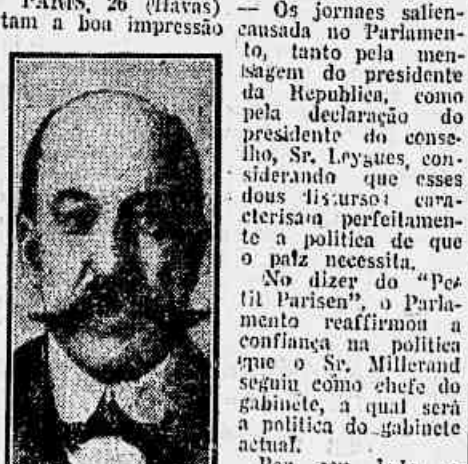 PARIS, 26 (Havas) — Os jornaes salien-
tam a boa impressão causada no Parlamen-
to, tanto pela men-
sagem do presidente
da Republica, como
pela declaração do
presidente do conse-
lho, Sr. Leygues, con-
siderando que esses
dous discursos cara-
cterisam perfeitamen-
te a politica de que
o paiz necessita.
No dizer do "Pe-
tit Parisen", o Parla-
mento reaffirmou a
confiança na politica
que o Sr. Millerand
seguiu como chefe do
gabinete, a qual será
a politica do gabinete
actual.